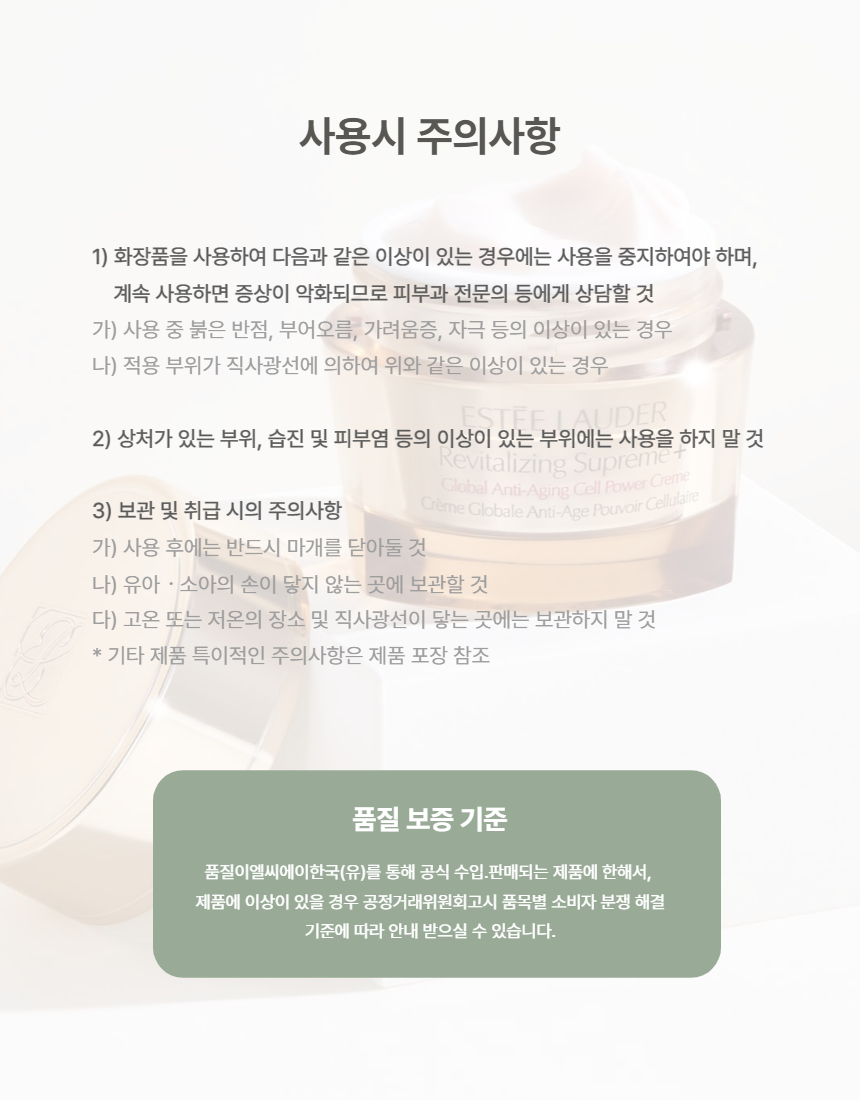 사용시 주의사항
1) 화장품을 사용하여 다음과 같은 이상이 있는 경우에는 사용을 중지하여야 하며,
계속 사용하면 증상이 악화되므로 피부과 전문의 등에게 상담할 것
가) 사용 중 붉은 반점, 부어오름, 가려움증, 자극 등의 이상이 있는 경우
나) 적용 부위가 직사광선에 의하여 위와 같은 이상이 있는 경우
ESTĒE LAUDER
2) 상처가 있는 부위, 습진 및 피부염 등의 이상이 있는 부위에는 사용을 하지 말 것
Revitalizing Supreme+
Global Anti-Aging Cell Power Creme
Crème Globale Anti-Age Pouvoir Cellulaire
3) 보관 및 취급 시의 주의사항
가) 사용 후에는 반드시 마개를 닫아둘 것
나) 유아 · 소아의 손이 닿지 않는 곳에 보관할 것
다) 고온 또는 저온의 장소 및 직사광선이 닿는 곳에는 보관하지 말 것
* 기타 제품 특이적인 주의사항은 제품 포장 참조
품질 보증 기준
품질이엘씨에이한국(유)를 통해 공식 수입.판매되는 제품에 한해서,
제품에 이상이 있을 경우 공정거래위원회고시 품목별 소비자 분쟁 해결
기준에 따라 안내 받으실 수 있습니다.